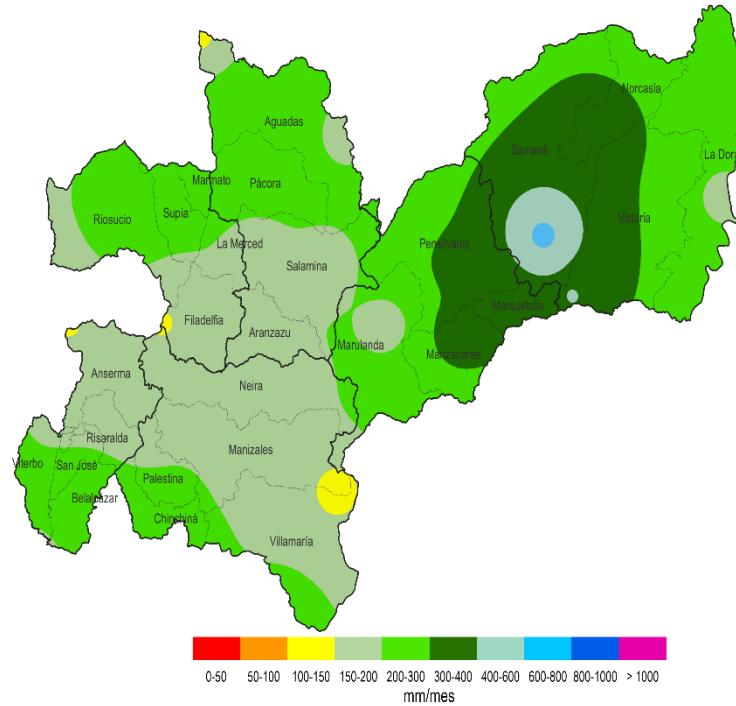 Norcasía
Aguadas
Samaná
La Dora
Marmato
Pácora
Riosucio
Supía
Victoria
La Merced
Pensilvania
Salamina
Marquetalia
Filadelfia
Aranzazu
Marulanda
Manzanares
Anserma
Neira
Risaralda
Manizales
Viterbo
San José
Palestina
Belalcázar
Chinchiná
Villamaría
0-50 50-100 100-150 150-200 200-300 300-400 400-600 600-800 800-1000 > 1000
mm/mes